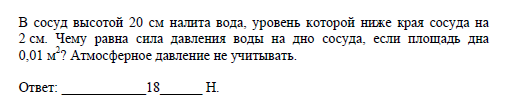 В сосуд высотой 20 см налита вода, уровень которой ниже края сосуда на
2 см. Чему равна сила давления воды на дно сосуда, если площадь дна
0,01 м²? Атмосферное давление не учитывать.
Ответ: ____________18______ Н.